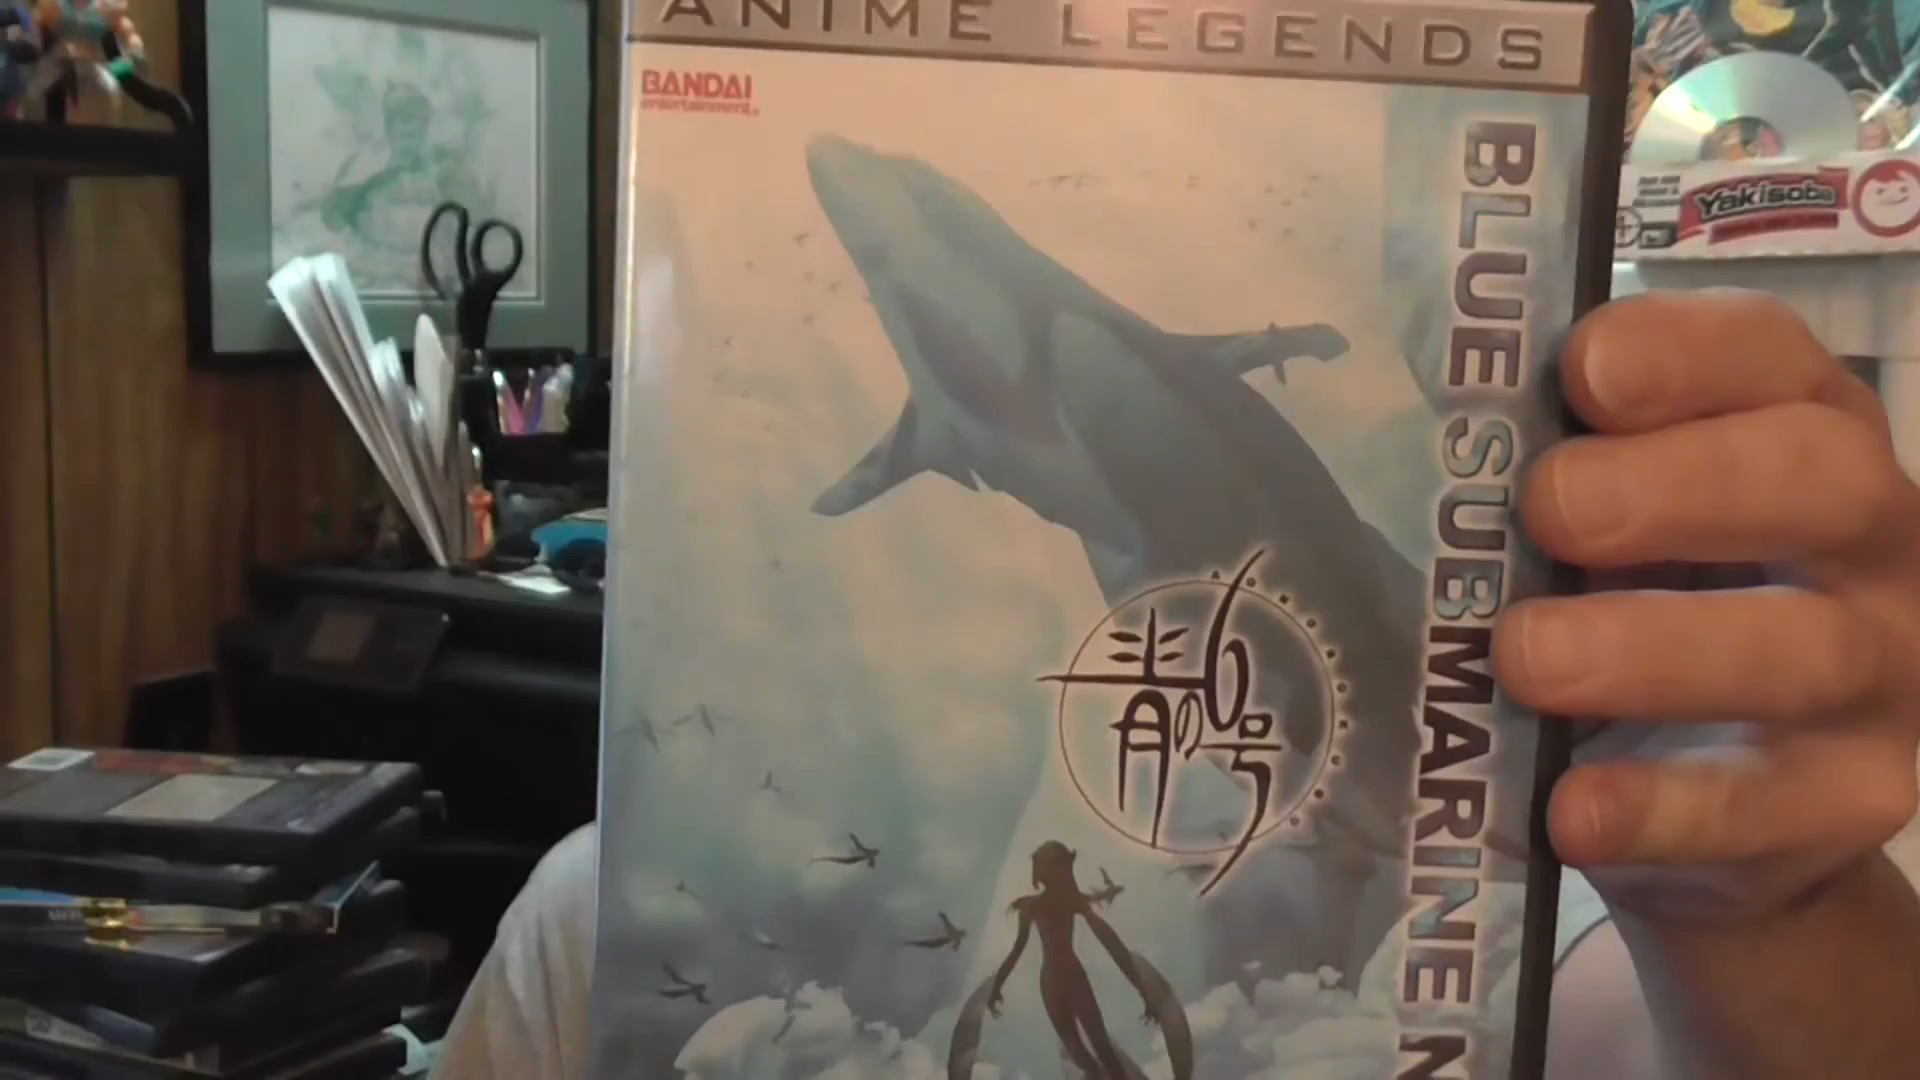 ANIME LEGENDS
BANDAI
entertainment
BLUE SUBMARINE N
青の6号
Yakisoba